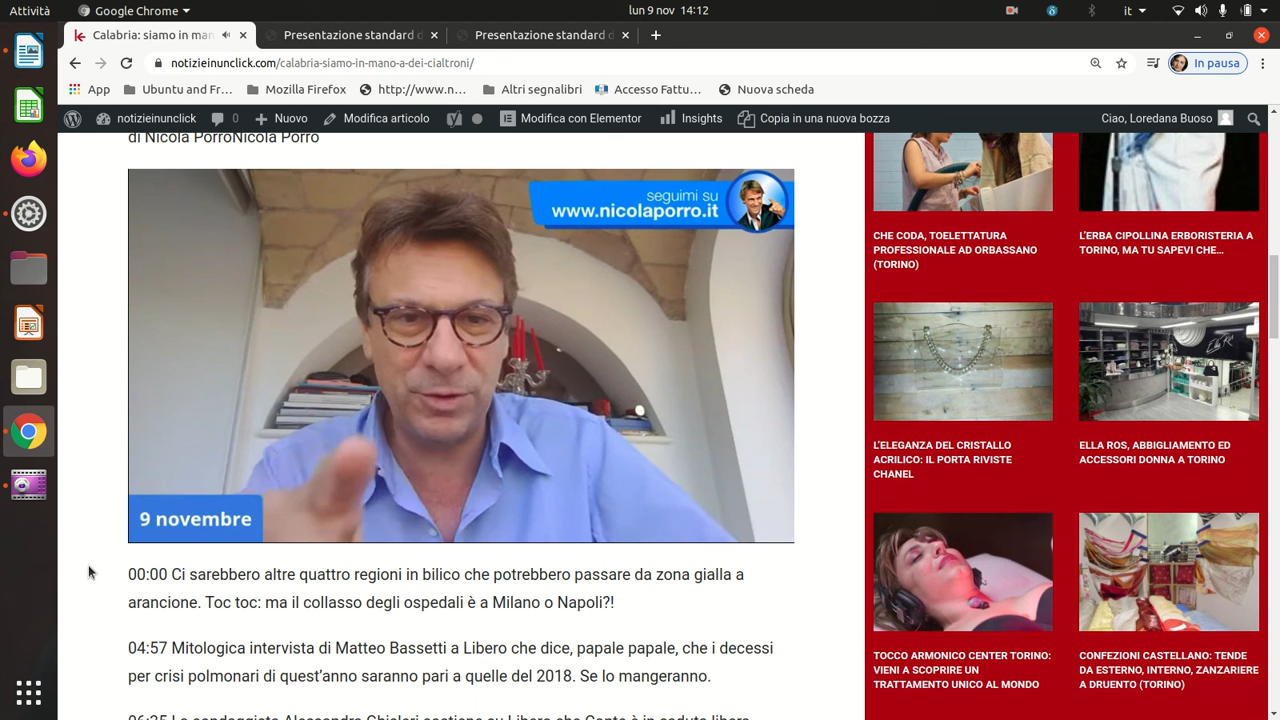 Attività
Google Chrome
lun 9 nov 14:12
it
Calabria: siamo in man
Presentazione standard d
Presentazione standard d
notizieinunclick.com/calabria-siamo-in-mano-a-dei-cialtroni/
In pausa
App
Ubuntu and Fr...
Mozilla Firefox
http://www.n...
Altri segnalibri
Accesso Fattu...
Nuova scheda
notizieinunclick
0
Nuovo
Modifica articolo
Modifica con Elementor
Insights
Copia in una nuova bozza
Ciao, Loredana Buoso
di Nicola PorroNicola Porro
seguimi su
www.nicolaporro.it
9 novembre
00:00 Ci sarebbero altre quattro regioni in bilico che potrebbero passare da zona gialla a
arancione. Toc toc: ma il collasso degli ospedali è a Milano o Napoli?!
04:57 Mitologica intervista di Matteo Bassetti a Libero che dice, papale papale, che i decessi
per crisi polmonari di quest'anno saranno pari a quelle del 2018. Se lo mangeranno.
CHE CODA, TOELETTATURA
PROFESSIONALE AD ORBASSANO
(TORINO)
L'ERBA CIPOLLINA ERBORISTERIA A
TORINO, MA TU SAPEVI CHE…
L'ELEGANZA DEL CRISTALLO
ACRILICO: IL PORTA RIVISTE
CHANEL
Ella Ros
ELLA ROS, ABBIGLIAMENTO ED
ACCESSORI DONNA A TORINO
TOCCO ARMONICO CENTER TORINO:
VIENI A SCOPRIRE UN
TRATTAMENTO UNICO AL MONDO
CONFEZIONI CASTELLANO: TENDE
DA ESTERNO, INTERNO, ZANZARIERE
A DRUENTO (TORINO)